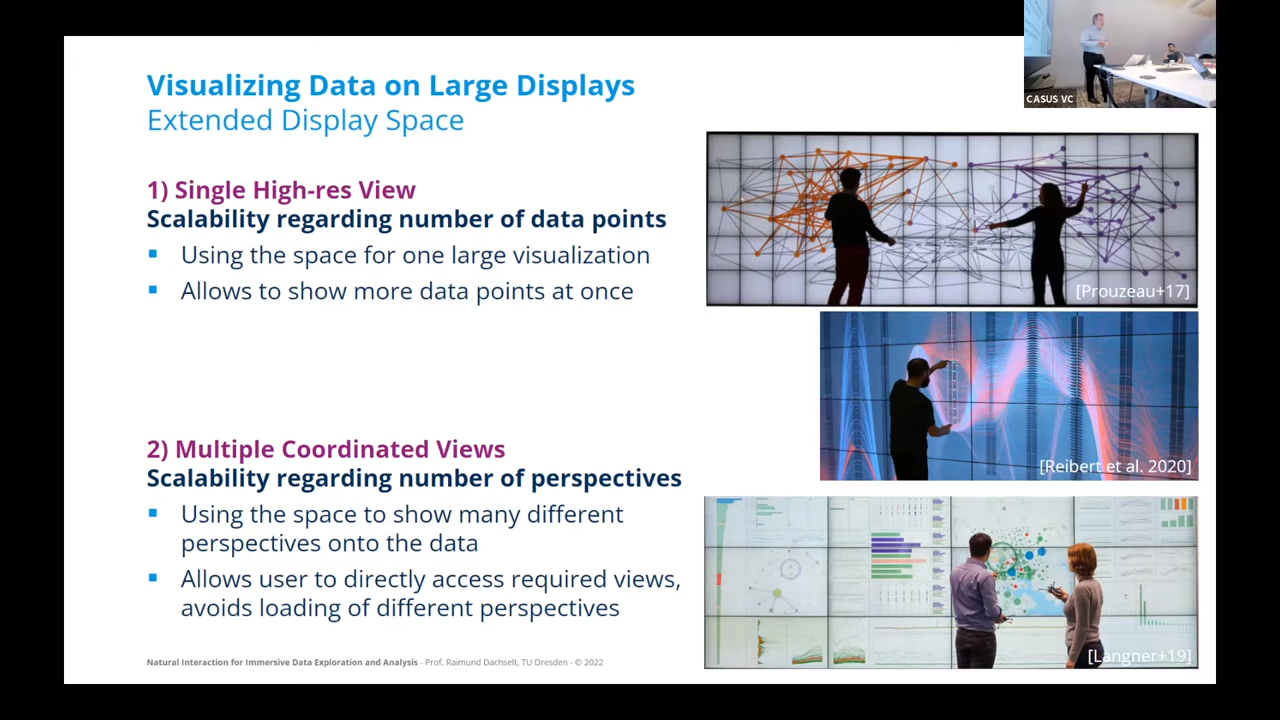 CASUS VC
Visualizing Data on Large Displays
Extended Display Space
1) Single High-res View
Scalability regarding number of data points
▪ Using the space for one large visualization
▪ Allows to show more data points at once
[Prouzeau+17]
[Reibert et al. 2020]
2) Multiple Coordinated Views
Scalability regarding number of perspectives
▪ Using the space to show many different
perspectives onto the data
▪ Allows user to directly access required views,
avoids loading of different perspectives
[Langner+19]
Natural Interaction for Immersive Data Exploration and Analysis - Prof. Raimund Dachselt, TU Dresden - © 2022